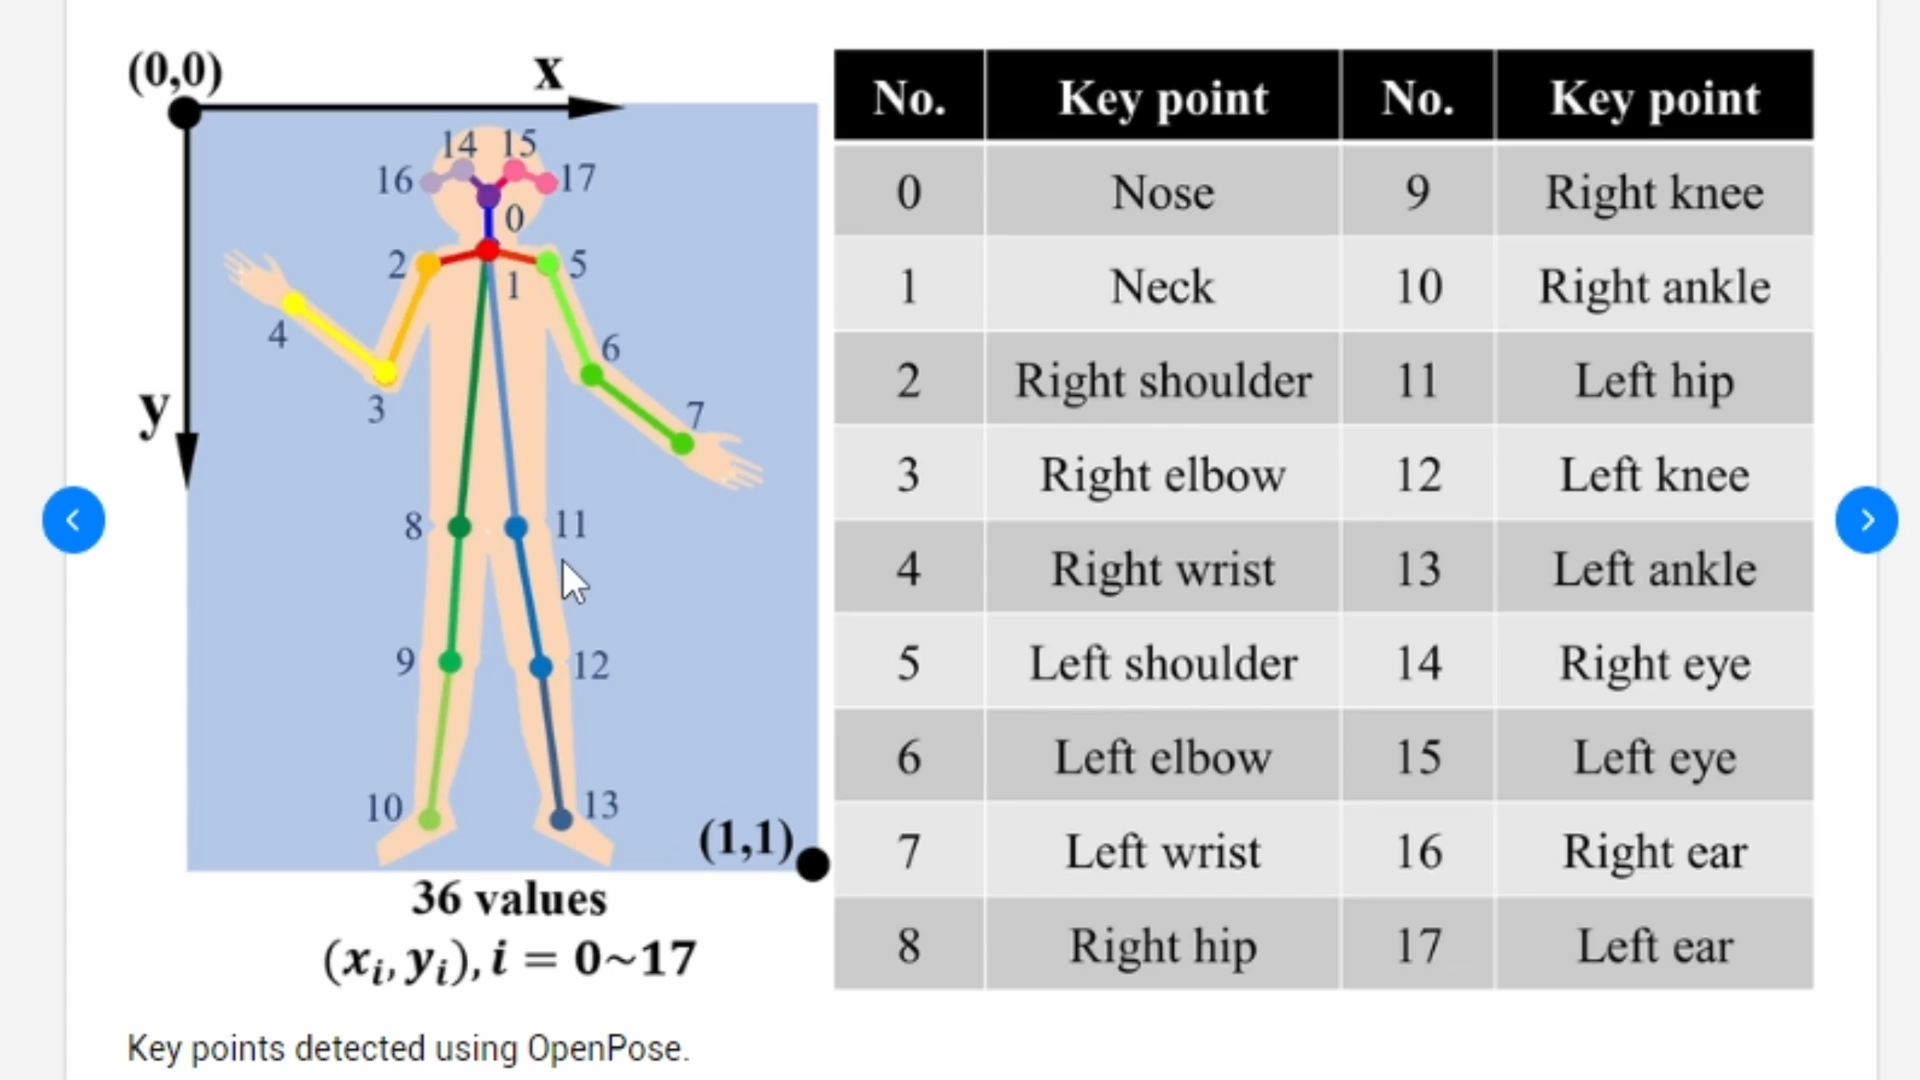 (0,0)
x
y
14 15
16 17
0
2 5
1
4
6
3
7
8 11
9 12
10 13
(1,1)
36 values
(xᵢ, yᵢ), i = 0~17
No. Key point No. Key point
0 Nose 9 Right knee
1 Neck 10 Right ankle
2 Right shoulder 11 Left hip
3 Right elbow 12 Left knee
4 Right wrist 13 Left ankle
5 Left shoulder 14 Right eye
6 Left elbow 15 Left eye
7 Left wrist 16 Right ear
8 Right hip 17 Left ear
Key points detected using OpenPose.